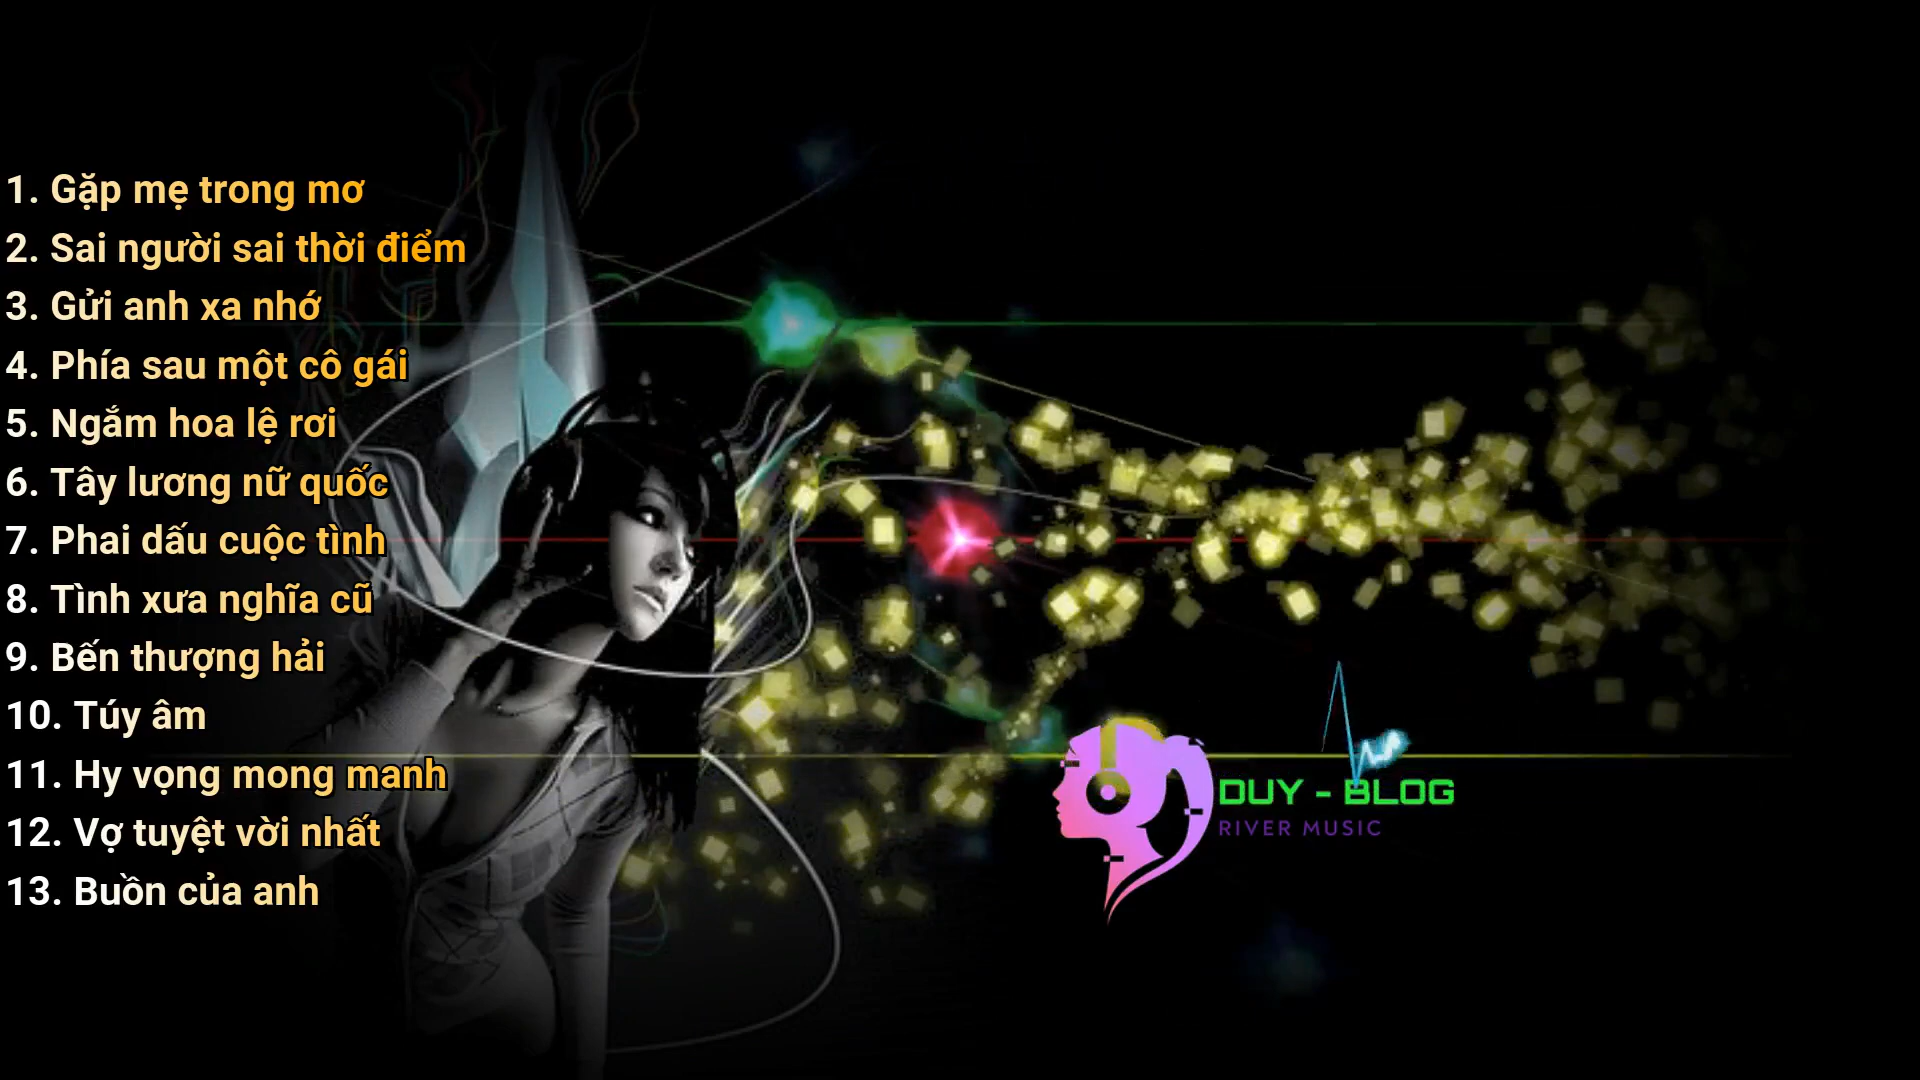 1. Gặp mẹ trong mơ
2. Sai người sai thời điểm
3. Gửi anh xa nhớ
4. Phía sau một cô gái
5. Ngắm hoa lệ rơi
6. Tây lương nữ quốc
7. Phai dấu cuộc tình
8. Tình xưa nghĩa cũ
9. Bến thượng hải
10. Túy âm
11. Hy vọng mong manh
12. Vợ tuyệt vời nhất
13. Buồn của anh
DUY - BLOG
RIVER MUSIC